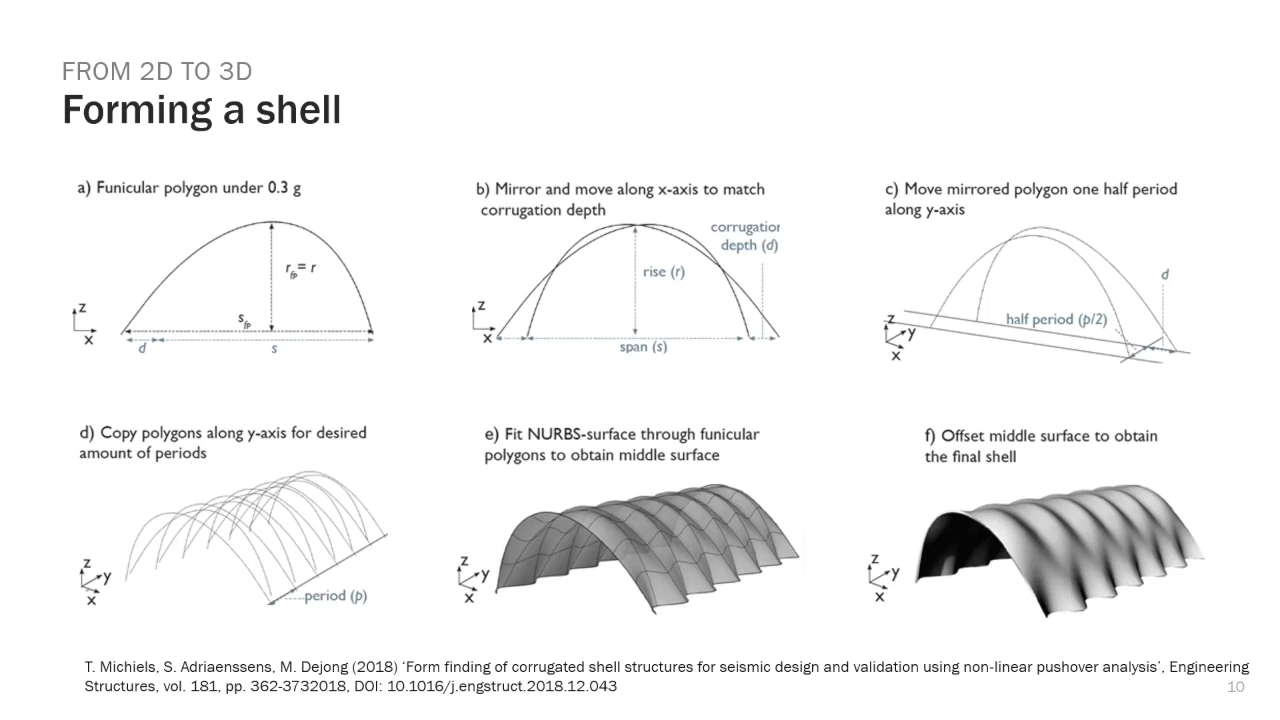 FROM 2D TO 3D
Forming a shell
a) Funicular polygon under 0.3 g
r_fp = r
s_fp
z
x
d
s
b) Mirror and move along x-axis to match
corrugation depth
corrugation
depth (d)
rise (r)
z
x
span (s)
c) Move mirrored polygon one half period
along y-axis
d
half period (p/2)
z
y
x
d) Copy polygons along y-axis for desired
amount of periods
z
y
x
period (p)
e) Fit NURBS-surface through funicular
polygons to obtain middle surface
z
y
x
f) Offset middle surface to obtain
the final shell
z
y
x
T. Michiels, S. Adriaenssens, M. Dejong (2018) ‘Form finding of corrugated shell structures for seismic design and validation using non-linear pushover analysis’, Engineering
Structures, vol. 181, pp. 362-3732018, DOI: 10.1016/j.engstruct.2018.12.043
10